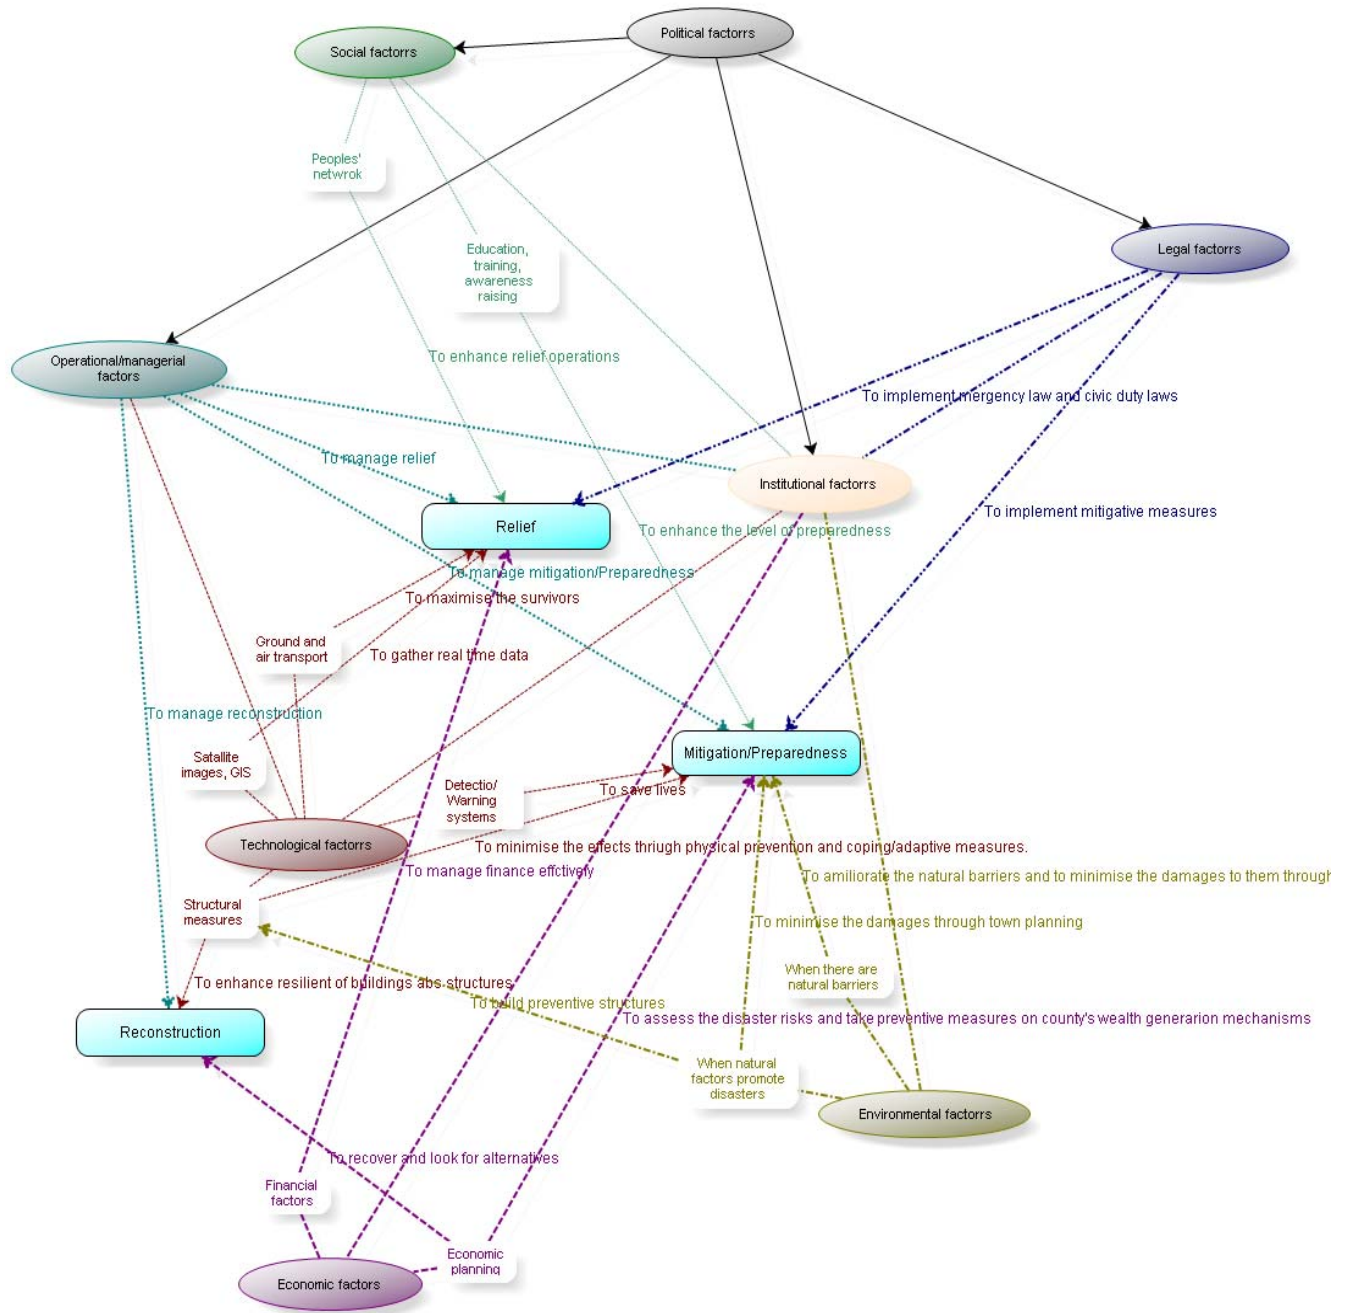 Political factorrs
Social factorrs
Peoples'
netwrok
Legal factorrs
Education,
training,
awareness
raising
To enhance relief operations
Operational/managerial
factors
To implement mergency law and civic duty laws
To manage relief
Institutional factorrs
To implement mitigative measures
Relief
To enhance the level of preparedness
To manage mitigation/Preparedness
To maximise the survivors
Ground and
air transport
To gather real time data
To manage reconstruction
Mitigation/Preparedness
Satallite
images, GIS
Detectio/
Warning
systems
To save lives
Technological factorrs
To minimise the effects thriugh physical prevention and coping/adaptive measures.
To manage finance effctively
To amiliorate the natural barriers and to minimise the damages to them through
Structural
measures
To minimise the damages through town planning
When there are
natural barriers
To enhance resilient of buildings abs structures
To build preventive structures
To assess the disaster risks and take preventive measures on county's wealth generarion mechanisms
Reconstruction
When natural
factors promote
disasters
Environmental factorrs
To recover and look for alternatives
Financial
factors
Economic
planning
Economic factors